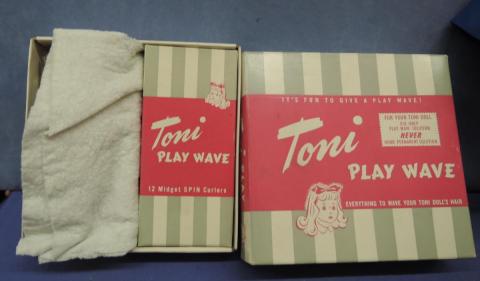 Toni
PLAY WAVE
12 Midget SPIN Curlers
IT'S FUN TO GIVE A PLAY WAVE!
Toni
FOR YOUR TONI DOLL
USE ONLY
PLAY WAVE SOLUTION
NEVER
HOME PERMANENT SOLUTION
PLAY WAVE
EVERYTHING TO WAVE YOUR TONI DOLL'S HAIR